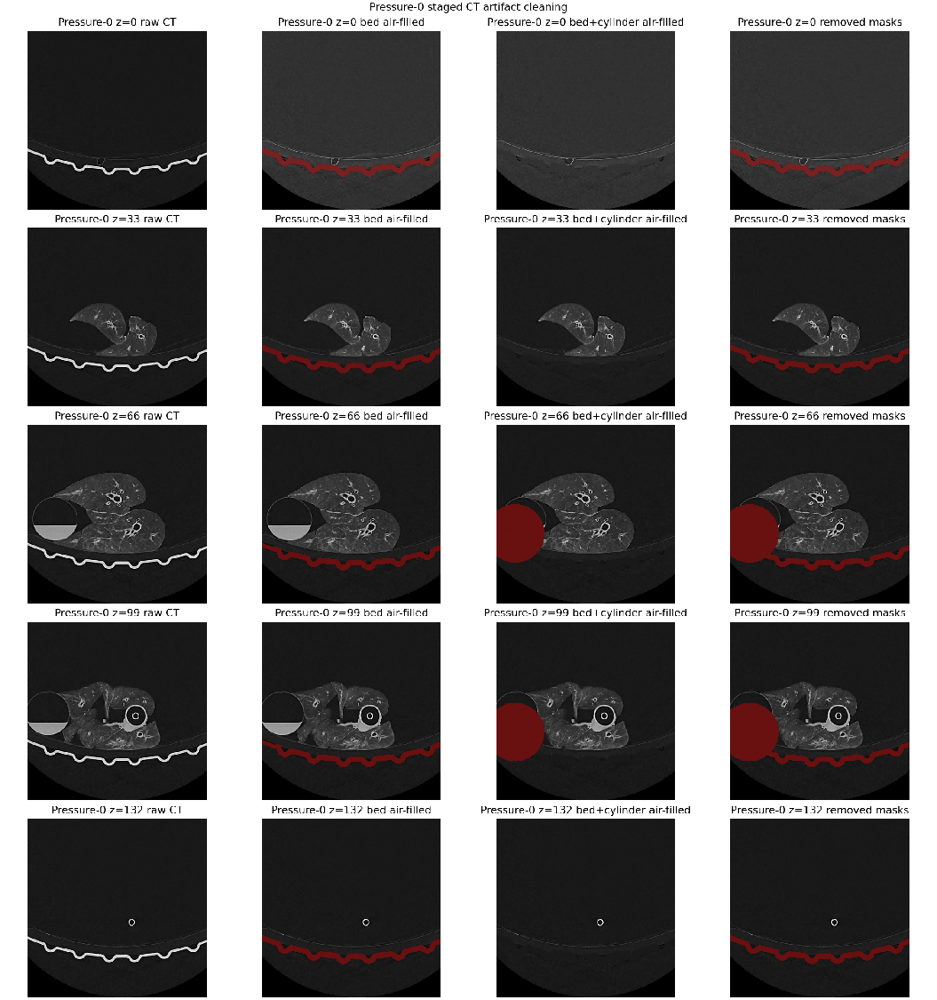 Pressure-0 staged CT artifact cleaning
Pressure-0 z=0 raw CT
Pressure-0 z=0 bed air-filled
Pressure-0 z=0 bed+cylinder air-filled
Pressure-0 z=0 removed masks
Pressure-0 z=33 raw CT
Pressure-0 z=33 bed air-filled
Pressure-0 z=33 bed+cylinder air-filled
Pressure-0 z=33 removed masks
Pressure-0 z=66 raw CT
Pressure-0 z=66 bed air-filled
Pressure-0 z=66 bed+cylinder air-filled
Pressure-0 z=66 removed masks
Pressure-0 z=99 raw CT
Pressure-0 z=99 bed air-filled
Pressure-0 z=99 bed+cylinder air-filled
Pressure-0 z=99 removed masks
Pressure-0 z=132 raw CT
Pressure-0 z=132 bed air-filled
Pressure-0 z=132 bed+cylinder air-filled
Pressure-0 z=132 removed masks